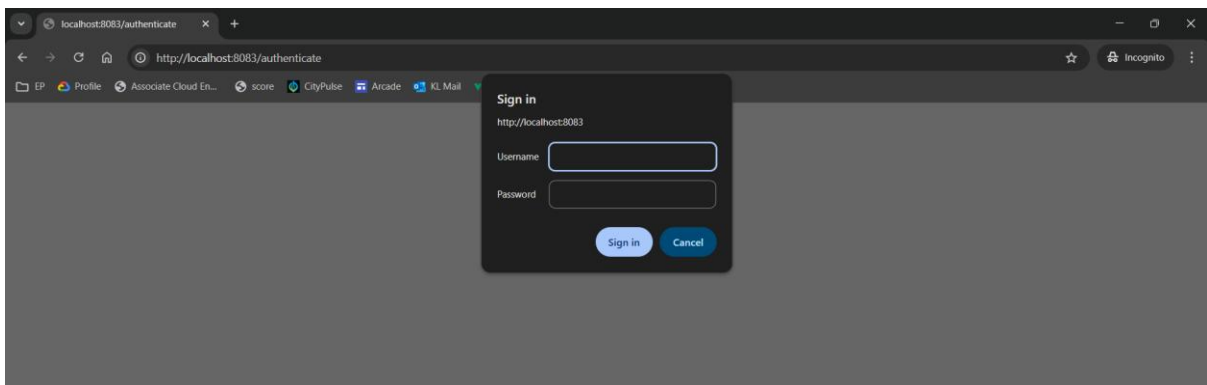 localhost:8083/authenticate
http://localhost:8083/authenticate
Incognito
EP Profile Associate Cloud En... score CityPulse Arcade KL Mail
Sign in
http://localhost:8083
Username
Password
Sign in Cancel